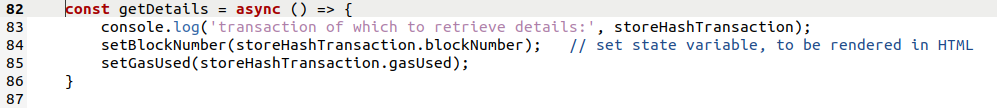 82 const getDetails = async () => {
83 console.log('transaction of which to retrieve details:', storeHashTransaction);
84 setBlockNumber(storeHashTransaction.blockNumber); // set state variable, to be rendered in HTML
85 setGasUsed(storeHashTransaction.gasUsed);
86 }
87